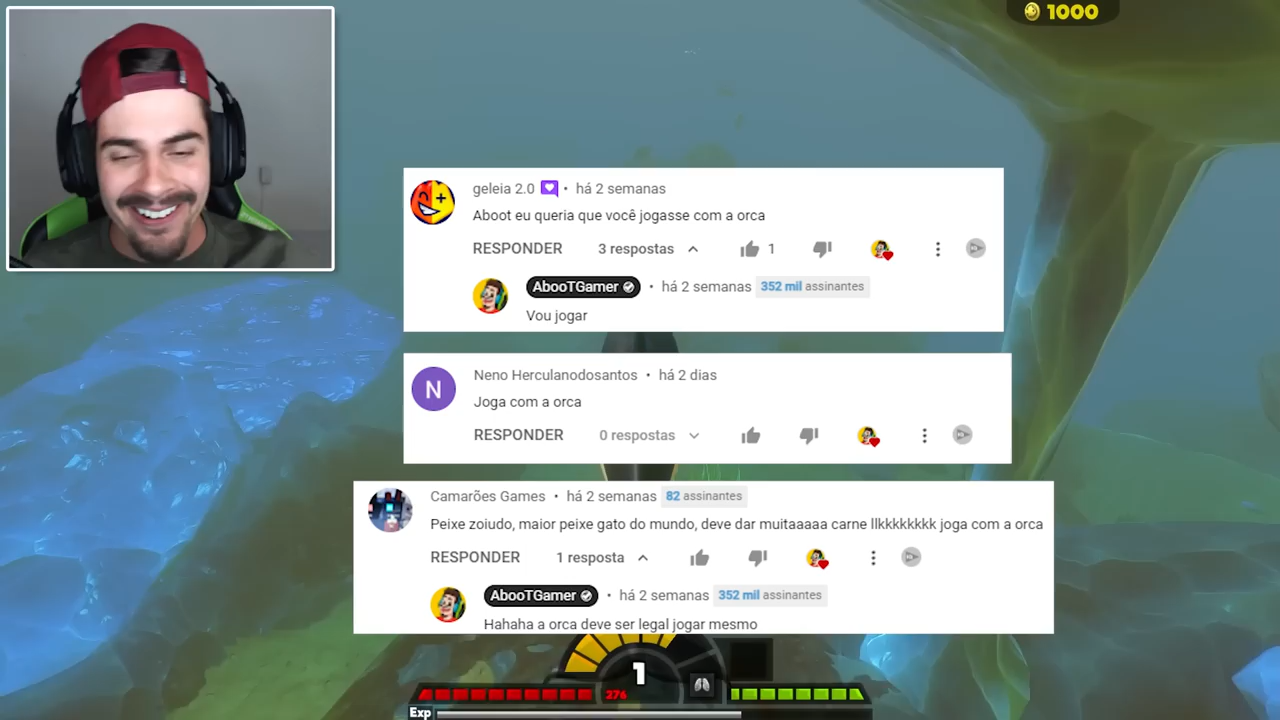 1000
geleia 2.0 • há 2 semanas
Aboot eu queria que você jogasse com a orca
RESPONDER 3 respostas 1
AbooTGamer • há 2 semanas 352 mil assinantes
Vou jogar
N
Neno Herculanodosantos • há 2 dias
Joga com a orca
RESPONDER 0 respostas
Camarões Games • há 2 semanas 82 assinantes
Peixe zoiudo, maior peixe gato do mundo, deve dar muitaaaaa carne llkkkkkkkk joga com a orca
RESPONDER 1 resposta
AbooTGamer • há 2 semanas 352 mil assinantes
Hahaha a orca deve ser legal jogar mesmo
1
276
Exp